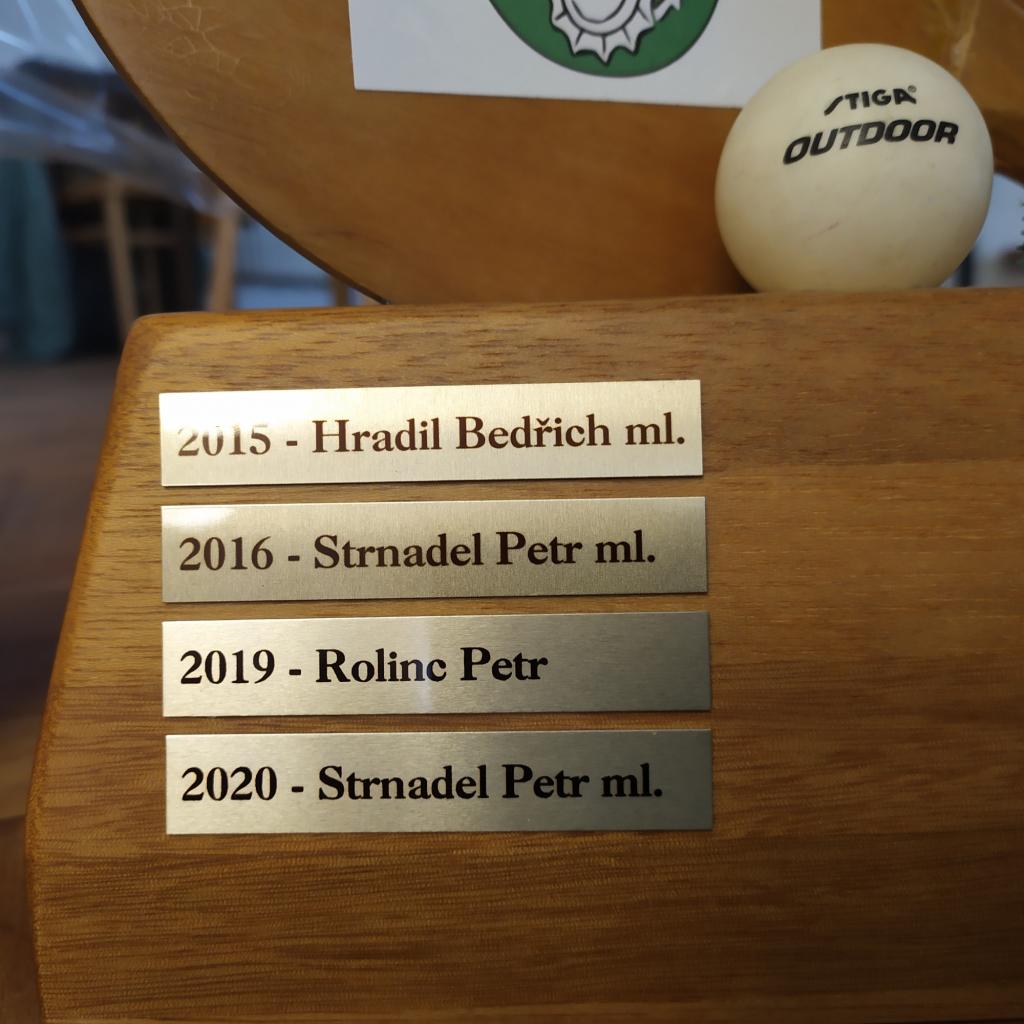 STIGA®
OUTDOOR
2015 - Hradil Bedřich ml.
2016 - Strnadel Petr ml.
2019 - Rolinc Petr
2020 - Strnadel Petr ml.